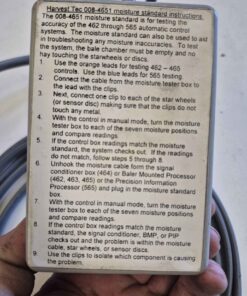 Harvest Tec 008-4651 moisture standard instructions.
The 008-4651 moisture standard is for testing the
accuracy of the 462 through 565 automatic control
systems. The moisture standard can also be used to aid
in troubleshooting any moisture inaccuracies. To test
the system, the bale chamber must be empty and no
hay touching the starwheels or discs.
1. Use the orange leads for testing 462 – 465
controls. Use the blue leads for 565 testing.
2. Connect the cable from the moisture tester box to
the lead with the clips.
3. Next, connect one clip to each of the star wheels
(or sensor disc) making sure that the clips do not
touch any metal.
4. With the control in manual mode, turn the moisture
tester box to each of the seven moisture positions
and compare readings.
5. If the control box readings match the moisture
standard, the system checks out. If the readings
do not match, follow steps 5 through 8.
6. Unhook the moisture cable form the signal
conditioner box (464) or Baler Mounted Processor
(462, 463, 465) or the Precision Information
Processor (565) and plug in the moisture standard
box.
7. With the control in manual mode, turn the moisture
tester box to each of the seven moisture positions
and compare readings.
8. If the control box readings match the moisture
standard, the signal conditioner, BMP, or PIP
checks out and the problem is within the moisture
cable, star wheels, or sensor discs.
9. Use the clips to isolate which component is causing
the problem.